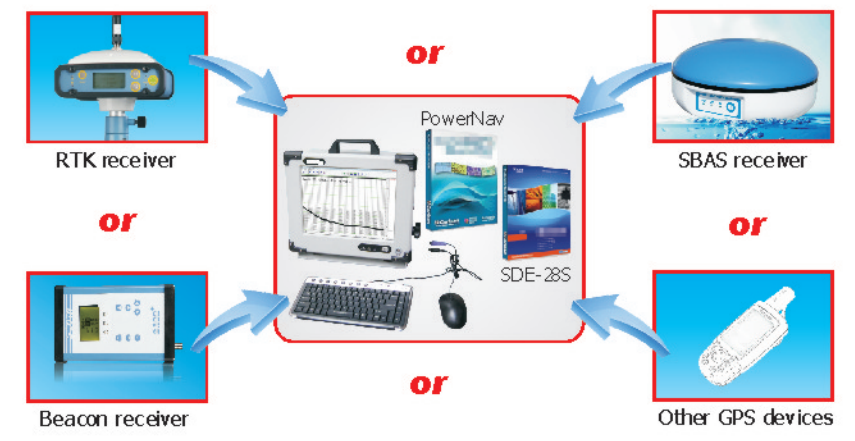 or
PowerNav
RTK receiver
SBAS receiver
or
or
SDE-28S
or
Beacon receiver
Other GPS devices